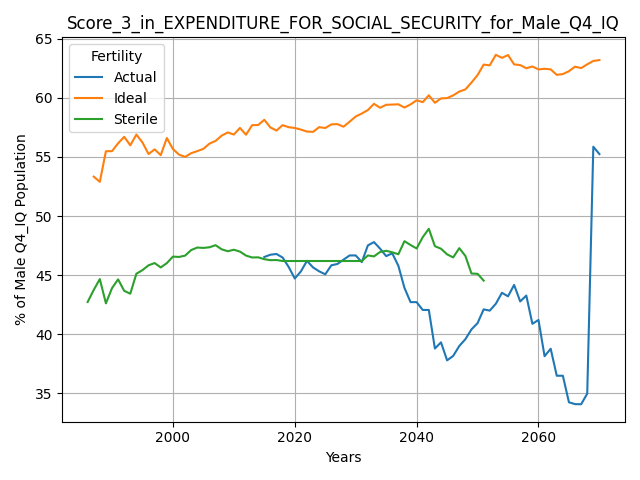 Score_3_in_EXPENDITURE_FOR_SOCIAL_SECURITY_for_Male_Q4_IQ
Fertility
Actual
Ideal
Sterile
% of Male Q4_IQ Population
65
60
55
50
45
40
35
2000
2020
2040
2060
Years